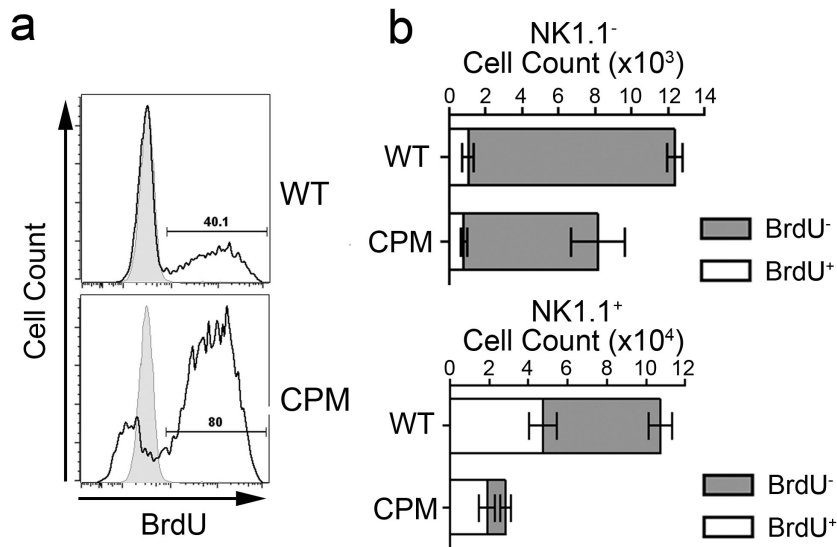 a
Cell Count
40.1
WT
80
CPM
BrdU
b
NK1.1⁻
Cell Count (x10³)
0 2 4 6 8 10 12 14
WT
CPM
BrdU⁻
BrdU⁺
NK1.1⁺
Cell Count (x10⁴)
0 2 4 6 8 10 12
WT
CPM
BrdU⁻
BrdU⁺